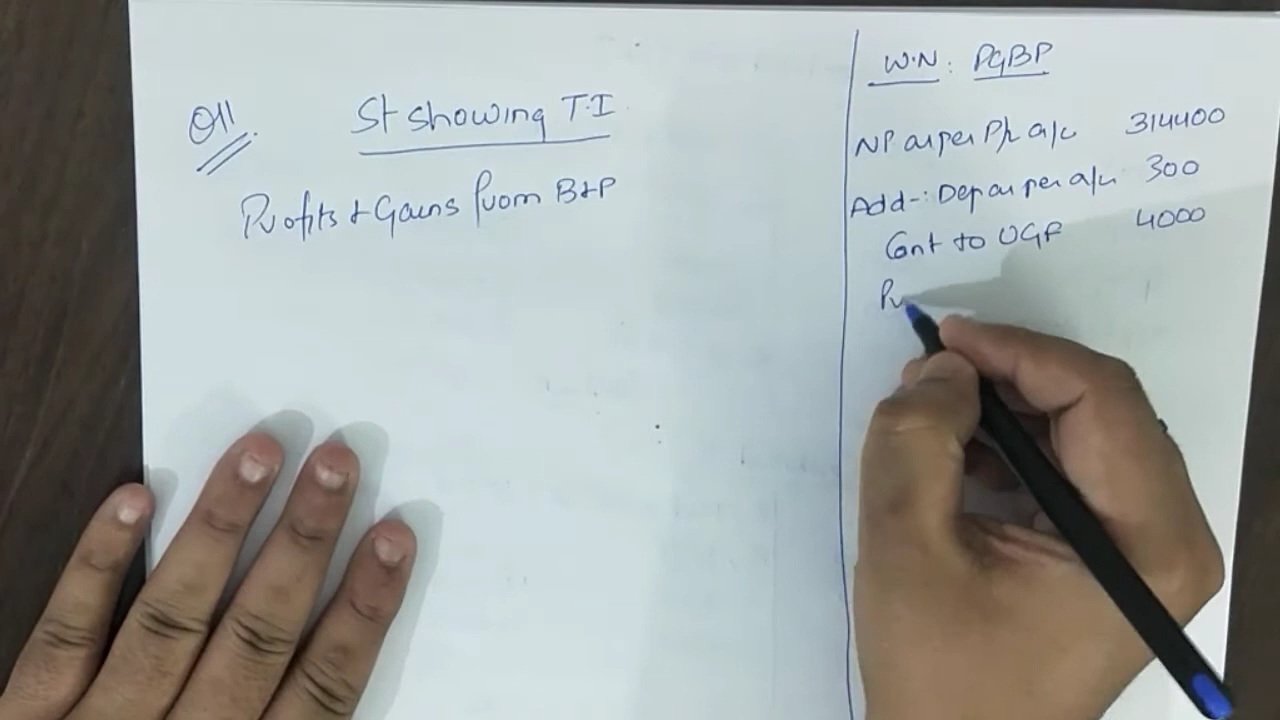 Q11.
St showing T.I
Profits & Gains from B&P
W.N: PGBP
NP as per P/L a/c 314400
Add-: Dep as per a/c 300
Cont to UGF 4000